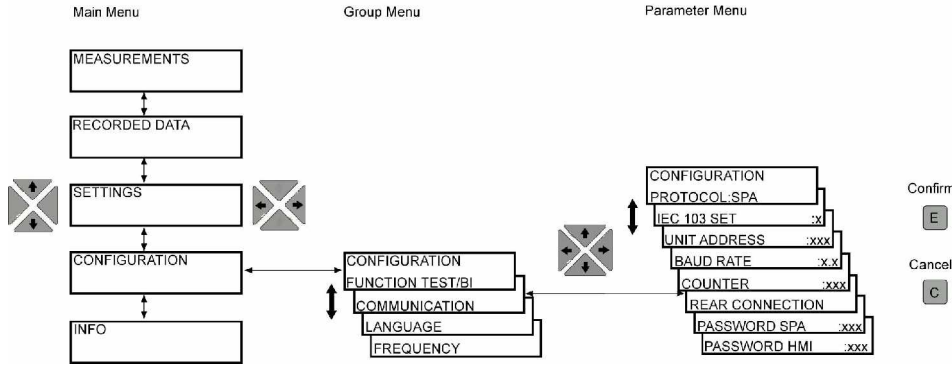 Main Menu
Group Menu
Parameter Menu
MEASUREMENTS
RECORDED DATA
SETTINGS
CONFIGURATION
INFO
CONFIGURATION
FUNCTION TEST/BI
COMMUNICATION
LANGUAGE
FREQUENCY
CONFIGURATION
PROTOCOL:SPA
IEC 103 SET :x
UNIT ADDRESS :xxx
BAUD RATE :x.x
COUNTER :xxx
REAR CONNECTION
PASSWORD SPA :xxx
PASSWORD HMI :xxx
Confirm
E
Cancel
C